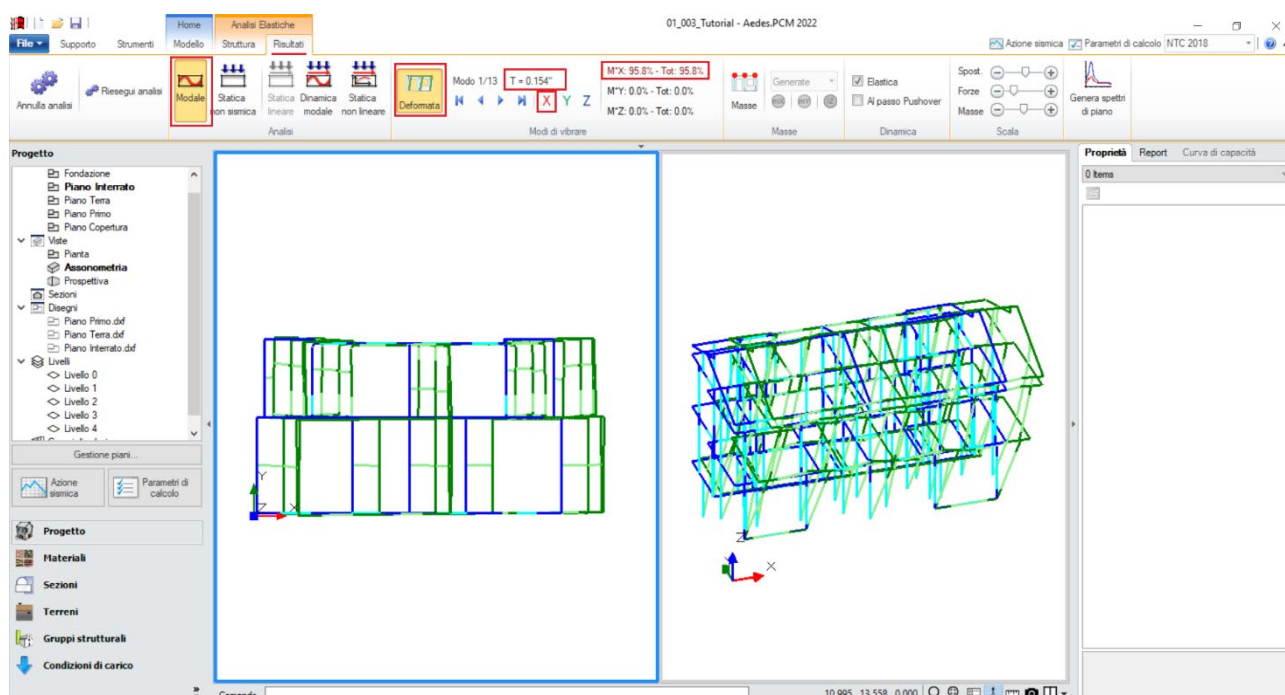 01_003_Tutorial - Aedes.PCM 2022
Home
Analisi Elastiche
File
Supporto
Strumenti
Modello
Struttura
Risultati
Azione sismica
Parametri di calcolo
NTC 2018
Annulla analisi
Riesegui analisi
Modale
Statica non sismica
Statica lineare
Dinamica modale
Statica non lineare
Analisi
Deformata
Modo 1/13
T = 0.154"
X Y Z
M*X: 95.8% - Tot: 95.8%
M*Y: 0.0% - Tot: 0.0%
M*Z: 0.0% - Tot: 0.0%
Modi di vibrare
Masse
Generate
Masse
Elastica
Al passo Pushover
Dinamica
Spost.
Forze
Masse
Scala
Genera spettri di piano
Progetto
Fondazione
Piano Interrato
Piano Terra
Piano Primo
Piano Copertura
Viste
Pianta
Assonometria
Prospettiva
Sezioni
Disegni
Piano Primo.dxf
Piano Terra.dxf
Piano Interrato.dxf
Livelli
Livello 0
Livello 1
Livello 2
Livello 3
Livello 4
Gestione piani...
Azione sismica
Parametri di calcolo
Progetto
Materiali
Sezioni
Terreni
Gruppi strutturali
Condizioni di carico
Y
Z X
Z
X
Proprietà
Report
Curva di capacità
0 Items
Comando
10.995, 13.558, 0.000